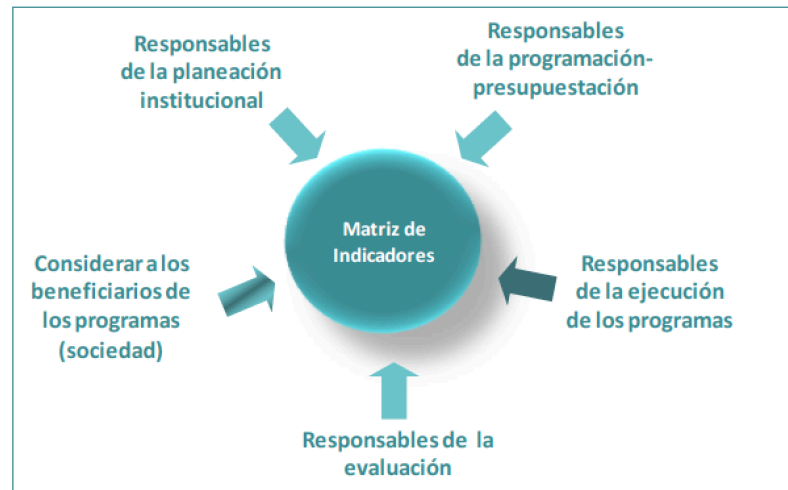 Responsables
de la planeación
institucional
Responsables
de la programación-
presupuestación
Matriz de
Indicadores
Considerar a los
beneficiarios de
los programas
(sociedad)
Responsables
de la ejecución
de los programas
Responsables de la
evaluación